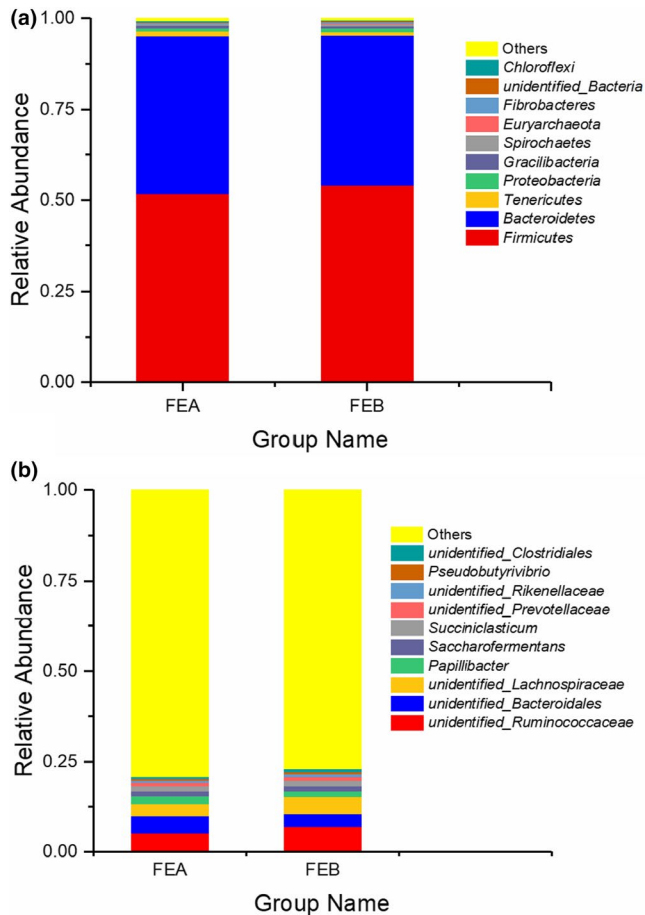 (a)
1.00
0.75
0.50
0.25
0.00
Relative Abundance
Others
Chloroflexi
unidentified_Bacteria
Fibrobacteres
Euryarchaeota
Spirochaetes
Gracilibacteria
Proteobacteria
Tenericutes
Bacteroidetes
Firmicutes
FEA FEB
Group Name
(b)
1.00
0.75
0.50
0.25
0.00
Relative Abundance
Others
unidentified_Clostridiales
Pseudobutyrivibrio
unidentified_Rikenellaceae
unidentified_Prevotellaceae
Succiniclasticum
Saccharofermentans
Papillibacter
unidentified_Lachnospiraceae
unidentified_Bacteroidales
unidentified_Ruminococcaceae
FEA FEB
Group Name